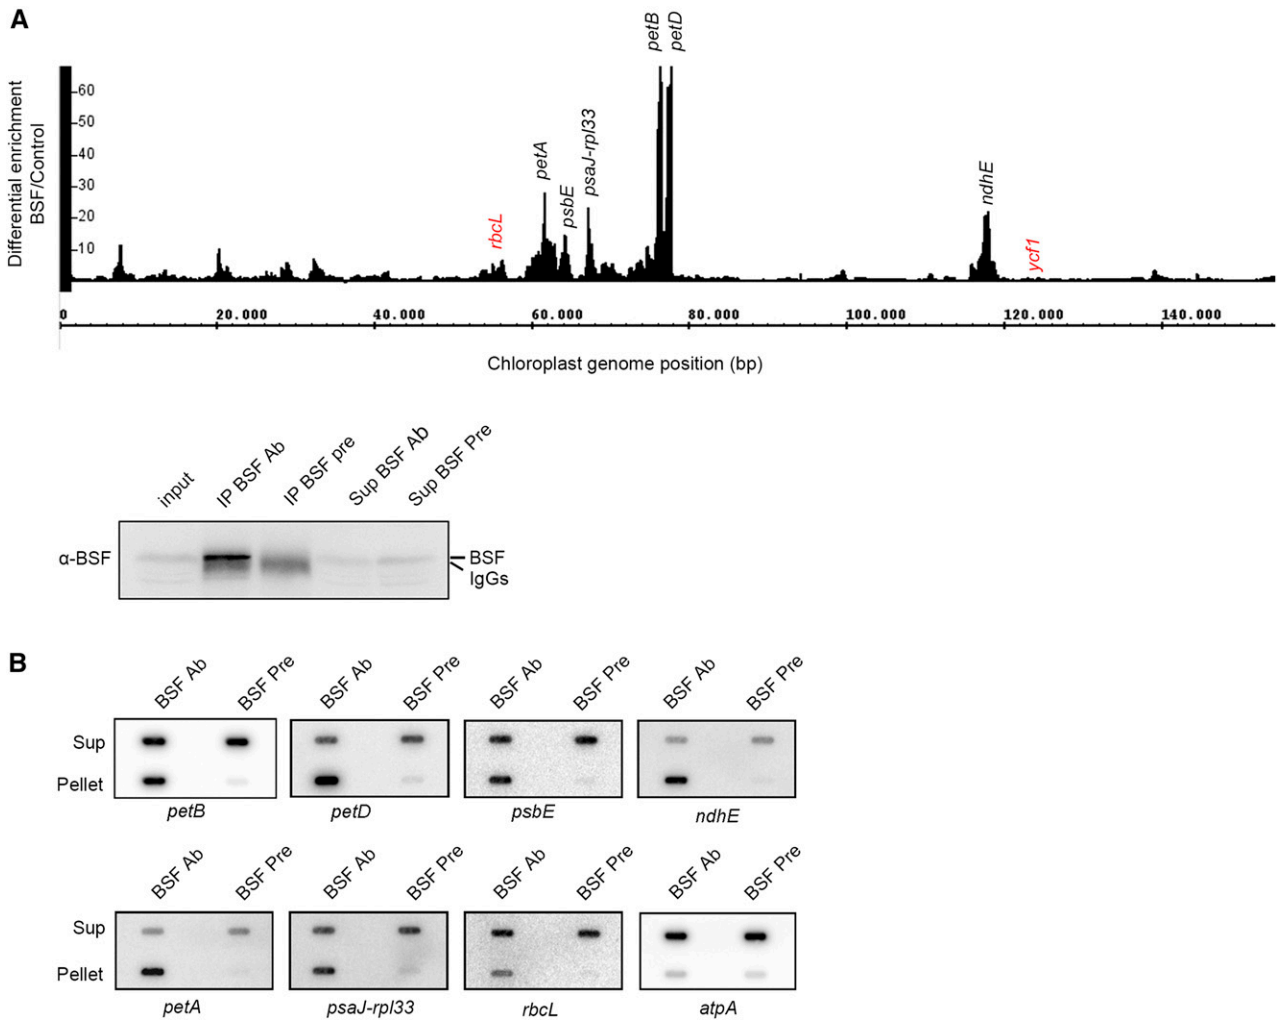 A
Differential enrichment
BSF/Control
60
50
40
30
20
10
rbcL
petA
psbE
psaJ-rpl33
petB
petD
ndhE
ycf1
0 20.000 40.000 60.000 80.000 100.000 120.000 140.000
Chloroplast genome position (bp)
input IP BSF Ab IP BSF pre Sup BSF Ab Sup BSF Pre
α-BSF
BSF
IgGs
B
BSF Ab BSF Pre BSF Ab BSF Pre BSF Ab BSF Pre BSF Ab BSF Pre
Sup
Pellet
petB petD psbE ndhE
BSF Ab BSF Pre BSF Ab BSF Pre BSF Ab BSF Pre BSF Ab BSF Pre
Sup
Pellet
petA psaJ-rpl33 rbcL atpA